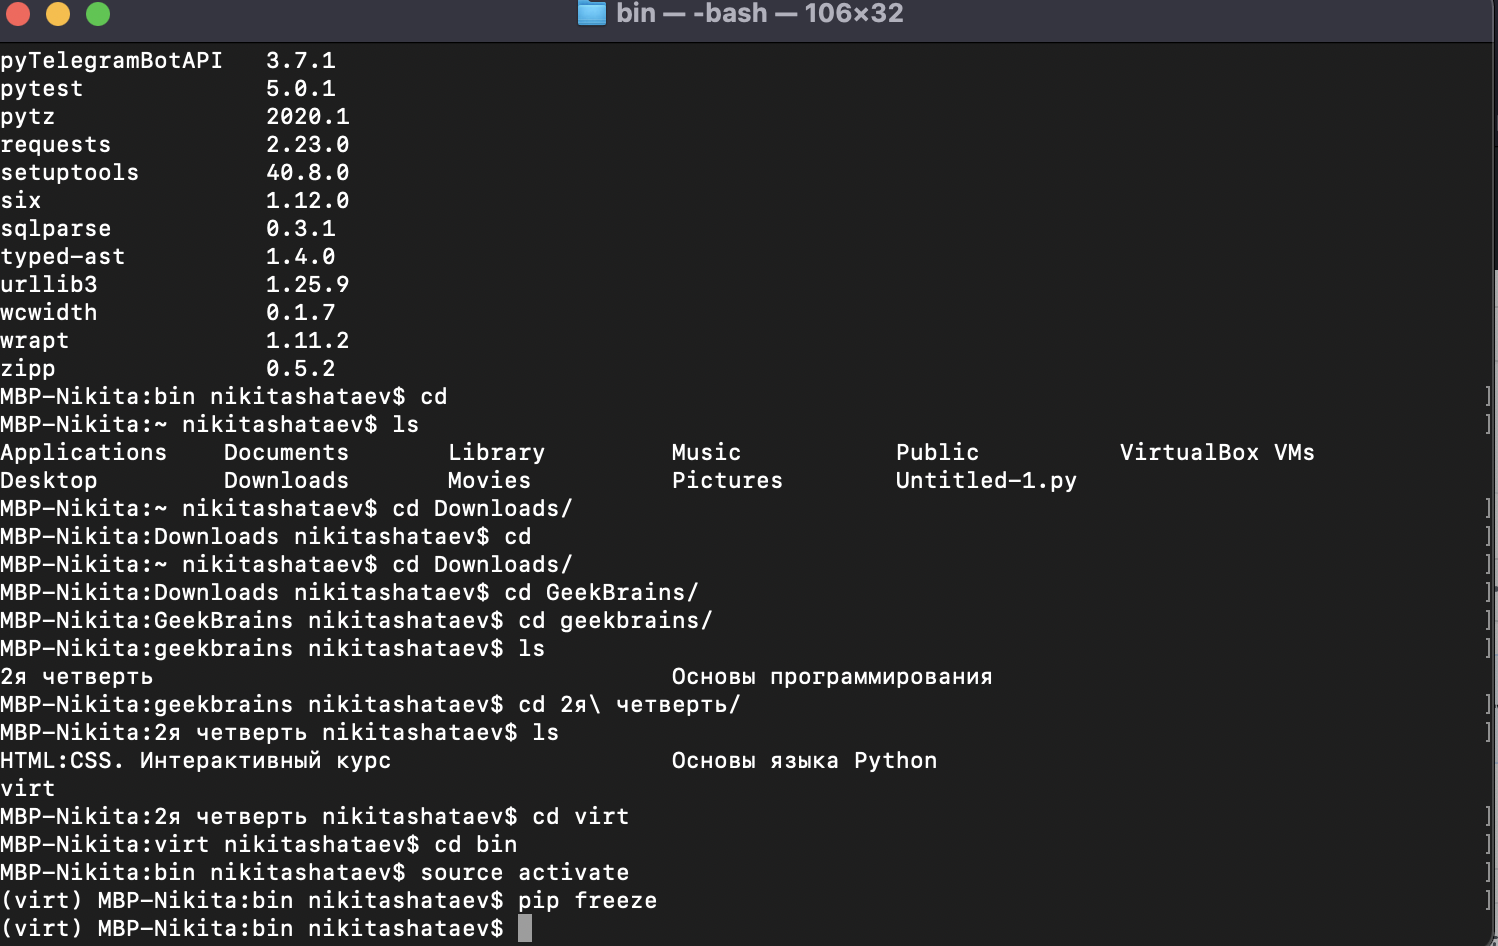 bin — -bash — 106×32
pyTelegramBotAPI 3.7.1
pytest 5.0.1
pytz 2020.1
requests 2.23.0
setuptools 40.8.0
six 1.12.0
sqlparse 0.3.1
typed-ast 1.4.0
urllib3 1.25.9
wcwidth 0.1.7
wrapt 1.11.2
zipp 0.5.2
MBP-Nikita:bin nikitashataev$ cd
MBP-Nikita:~ nikitashataev$ ls
Applications Documents Library Music Public VirtualBox VMs
Desktop Downloads Movies Pictures Untitled-1.py
MBP-Nikita:~ nikitashataev$ cd Downloads/
MBP-Nikita:Downloads nikitashataev$ cd
MBP-Nikita:~ nikitashataev$ cd Downloads/
MBP-Nikita:Downloads nikitashataev$ cd GeekBrains/
MBP-Nikita:GeekBrains nikitashataev$ cd geekbrains/
MBP-Nikita:geekbrains nikitashataev$ ls
2я четверть Основы программирования
MBP-Nikita:geekbrains nikitashataev$ cd 2я\ четверть/
MBP-Nikita:2я четверть nikitashataev$ ls
HTML:CSS. Интерактивный курс Основы языка Python
virt
MBP-Nikita:2я четверть nikitashataev$ cd virt
MBP-Nikita:virt nikitashataev$ cd bin
MBP-Nikita:bin nikitashataev$ source activate
(virt) MBP-Nikita:bin nikitashataev$ pip freeze
(virt) MBP-Nikita:bin nikitashataev$